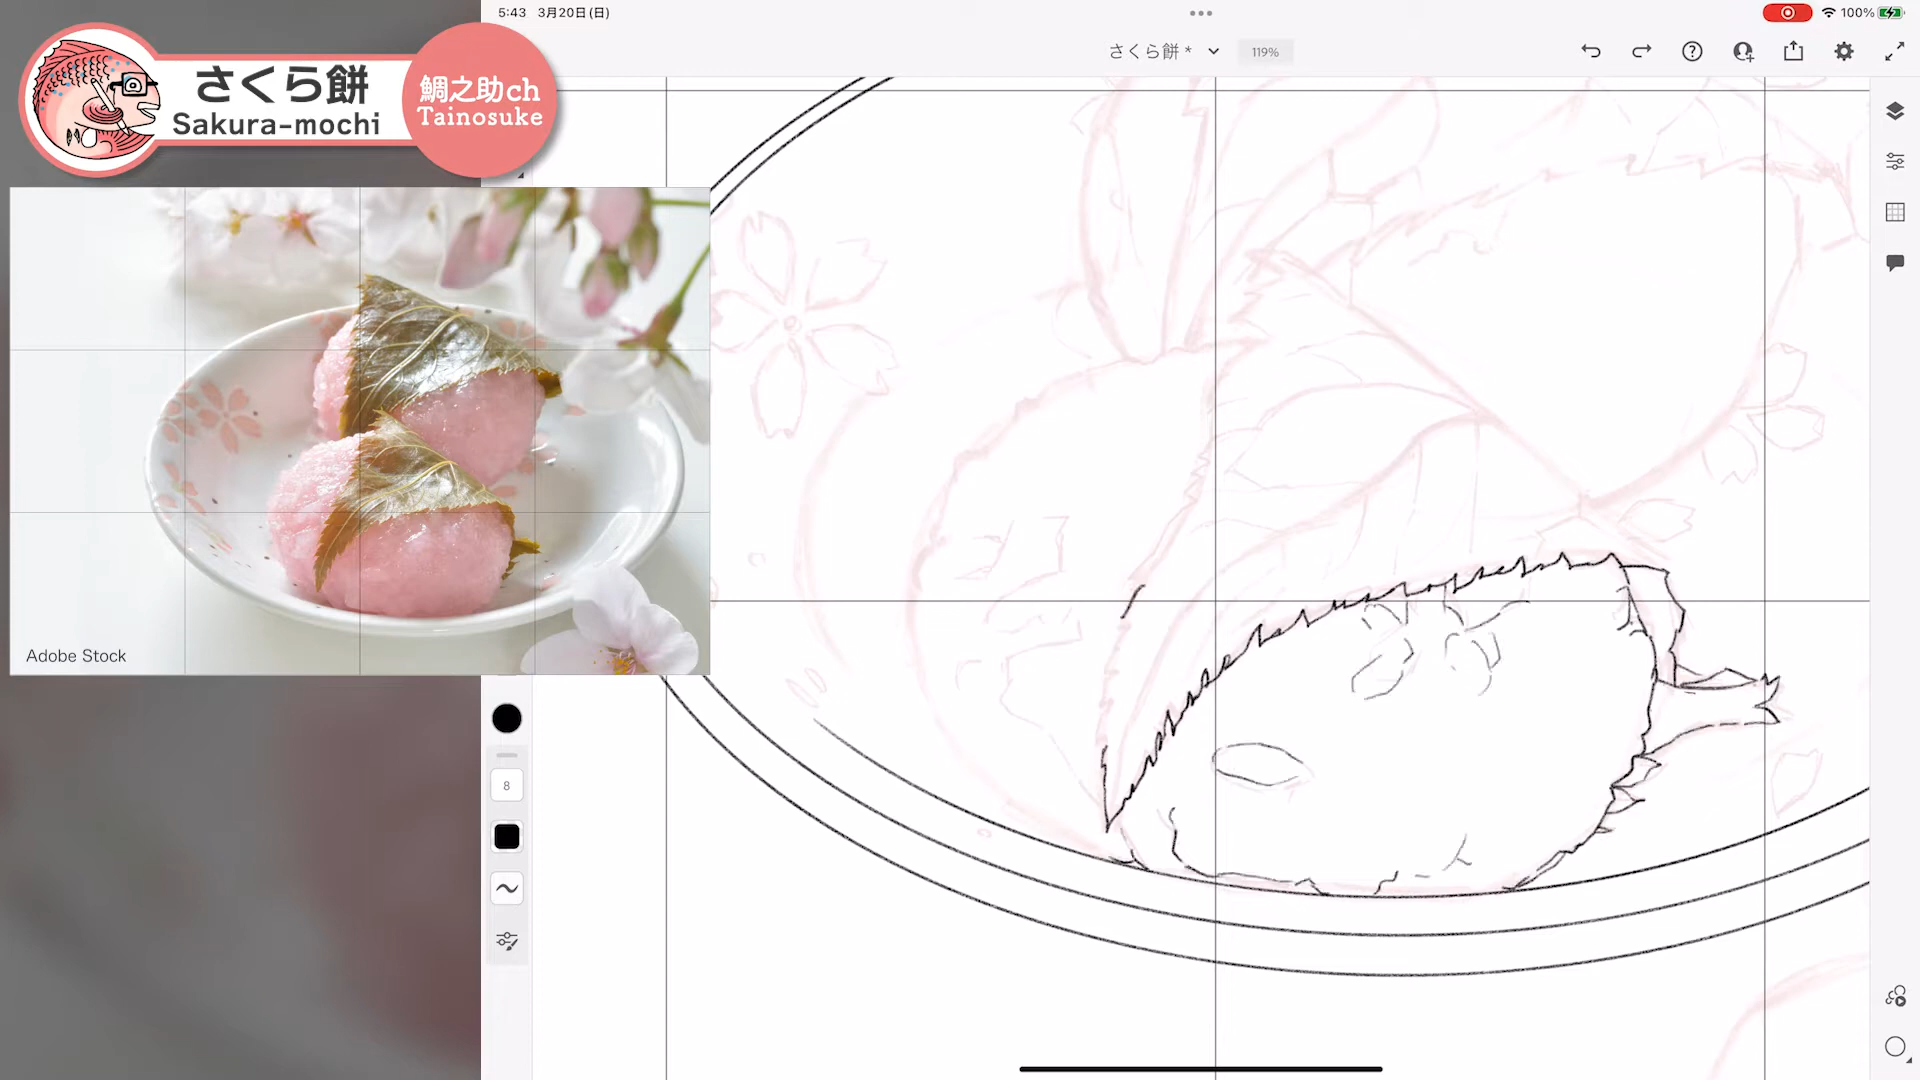 5:43 3月20日(日)
100%
さくら餅 *
119%
さくら餅
Sakura-mochi
鯛之助ch
Tainosuke
Adobe Stock
8